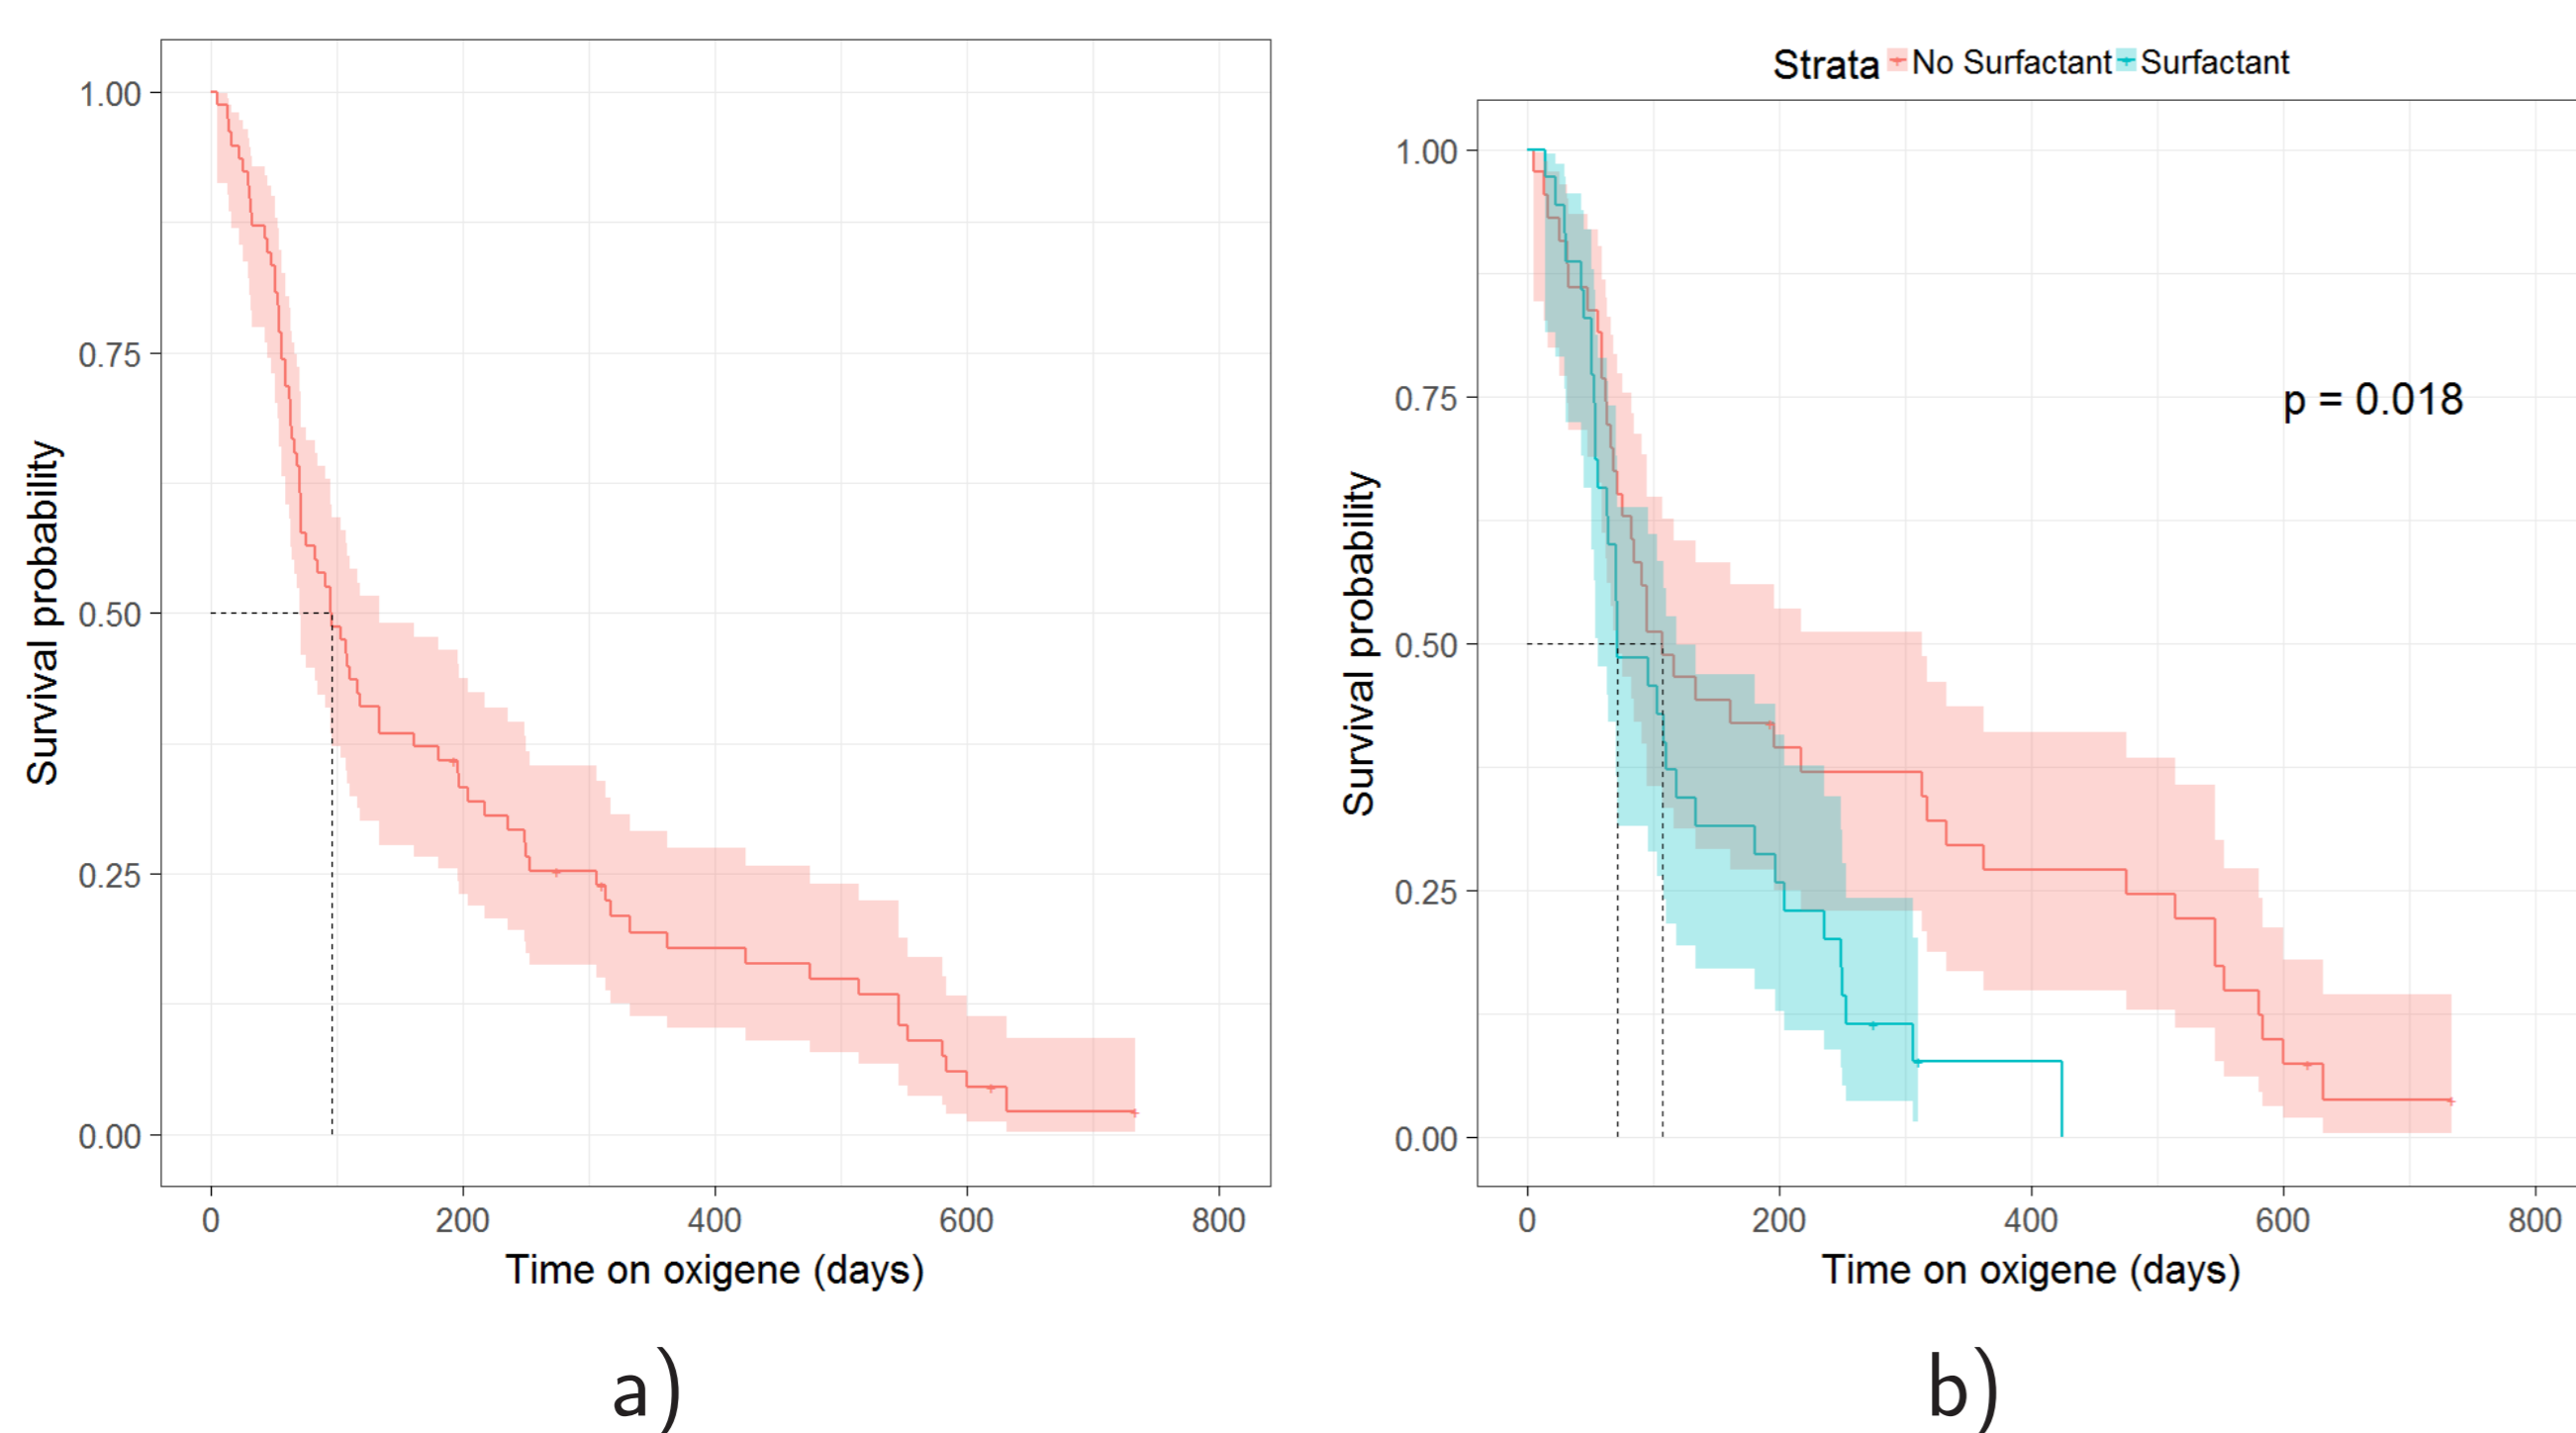 1.00
0.75
0.50
0.25
0.00
Survival probability
0 200 400 600 800
Time on oxigene (days)
a)
Strata No Surfactant Surfactant
1.00
0.75
0.50
0.25
0.00
Survival probability
p = 0.018
0 200 400 600 800
Time on oxigene (days)
b)